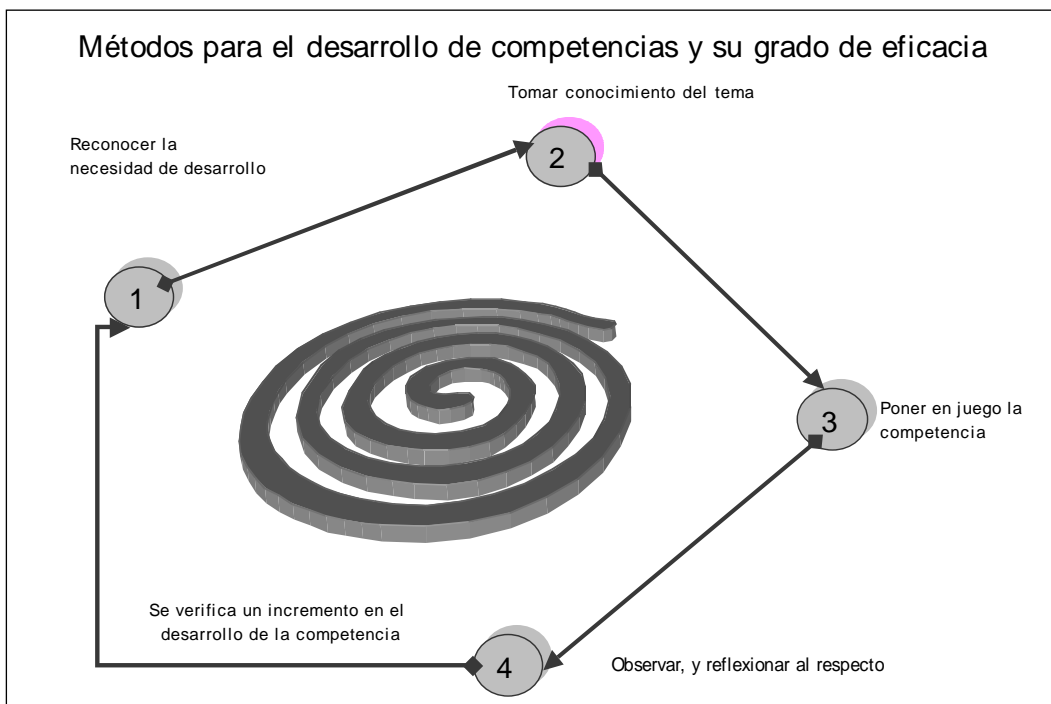 Métodos para el desarrollo de competencias y su grado de eficacia
Tomar conocimiento del tema
Reconocer la
necesidad de desarrollo
2
1
3
Poner en juego la
competencia
Se verifica un incremento en el
desarrollo de la competencia
4
Observar, y reflexionar al respecto